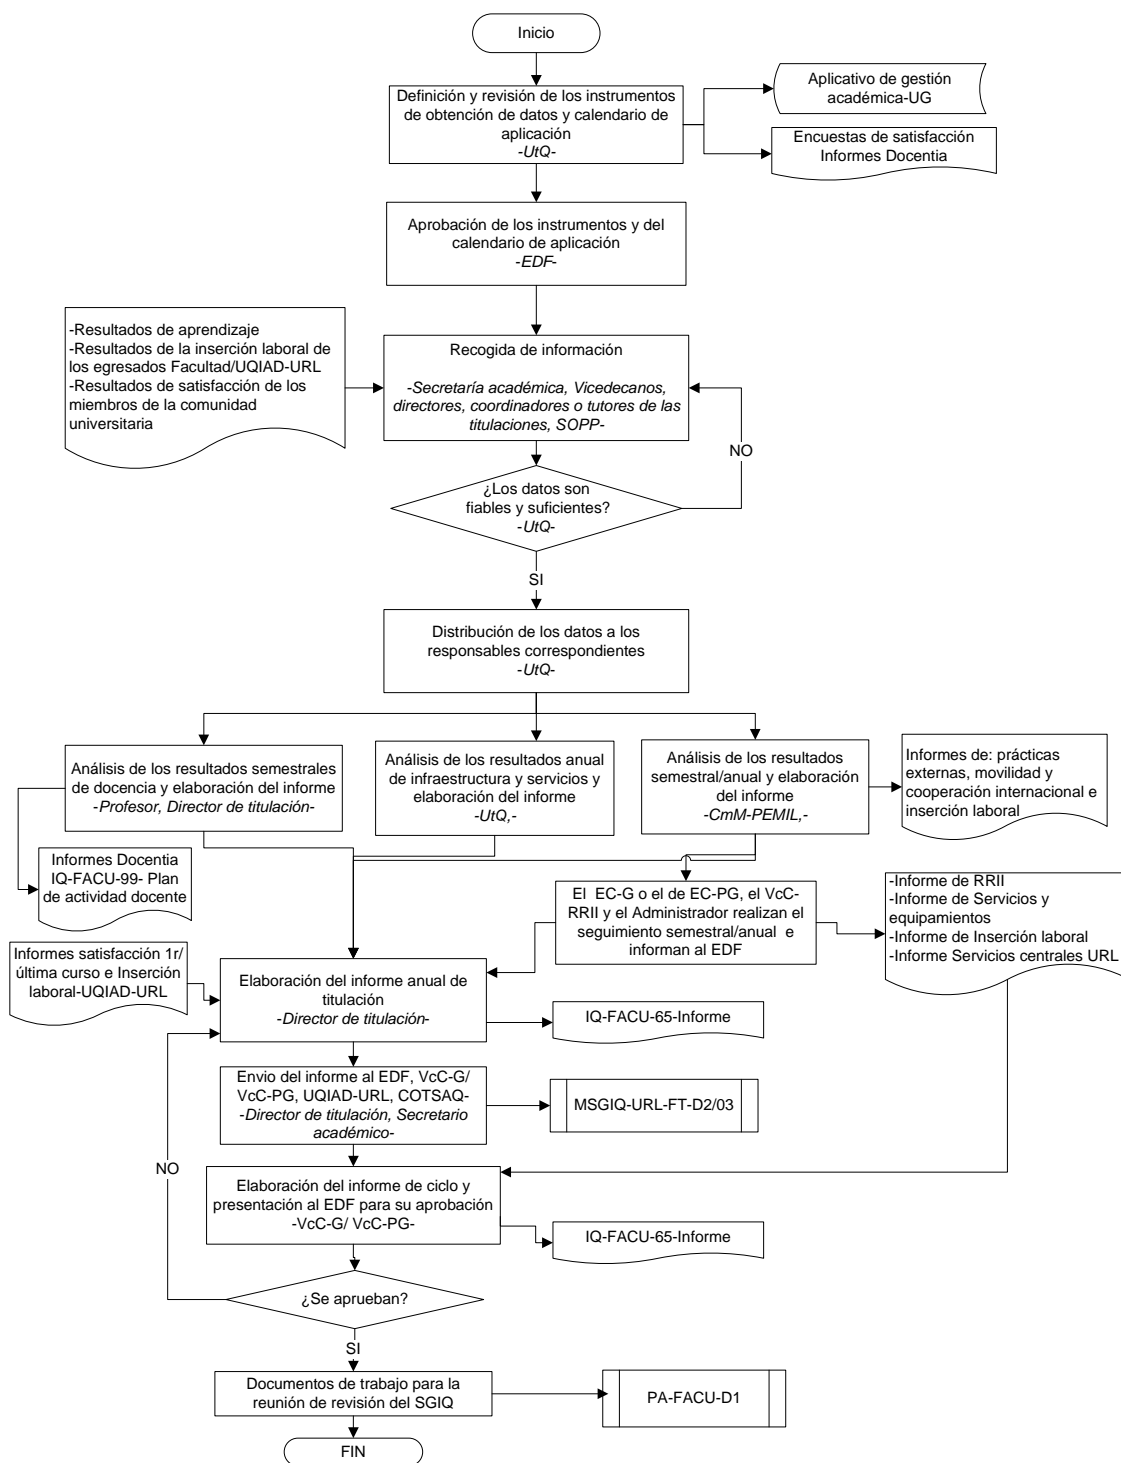 Inicio
Definición y revisión de los instrumentos
de obtención de datos y calendario de
aplicación
-UtQ-
Aplicativo de gestión
académica-UG
Encuestas de satisfacción
Informes Docentia
Aprobación de los instrumentos y del
calendario de aplicación
-EDF-
-Resultados de aprendizaje
-Resultados de la inserción laboral de
los egresados Facultad/UQIAD-URL
-Resultados de satisfacción de los
miembros de la comunidad
universitaria
Recogida de información
-Secretaría académica, Vicedecanos,
directores, coordinadores o tutores de las
titulaciones, SOPP-
NO
¿Los datos son
fiables y suficientes?
-UtQ-
SI
Distribución de los datos a los
responsables correspondientes
-UtQ-
Análisis de los resultados semestrales
de docencia y elaboración del informe
-Profesor, Director de titulación-
Análisis de los resultados anual
de infraestructura y servicios y
elaboración del informe
-UtQ,-
Análisis de los resultados
semestral/anual y elaboración
del informe
-CmM-PEMIL,-
Informes de: prácticas
externas, movilidad y
cooperación internacional e
inserción laboral
Informes Docentia
IQ-FACU-99- Plan
de actividad docente
El  EC-G o el de EC-PG, el VcC-
RRII y el Administrador realizan el
seguimiento semestral/anual  e
informan al EDF
-Informe de RRII
-Informe de Servicios y
equipamientos
-Informe de Inserción laboral
-Informe Servicios centrales URL
Informes satisfacción 1r/
última curso e Inserción
laboral-UQIAD-URL
Elaboración del informe anual de
titulación
-Director de titulación-
IQ-FACU-65-Informe
Envio del informe al EDF, VcC-G/
VcC-PG, UQIAD-URL, COTSAQ-
-Director de titulación, Secretario
académico-
MSGIQ-URL-FT-D2/03
NO
Elaboración del informe de ciclo y
presentación al EDF para su aprobación
-VcC-G/ VcC-PG-
IQ-FACU-65-Informe
¿Se aprueban?
SI
Documentos de trabajo para la
reunión de revisión del SGIQ
PA-FACU-D1
FIN